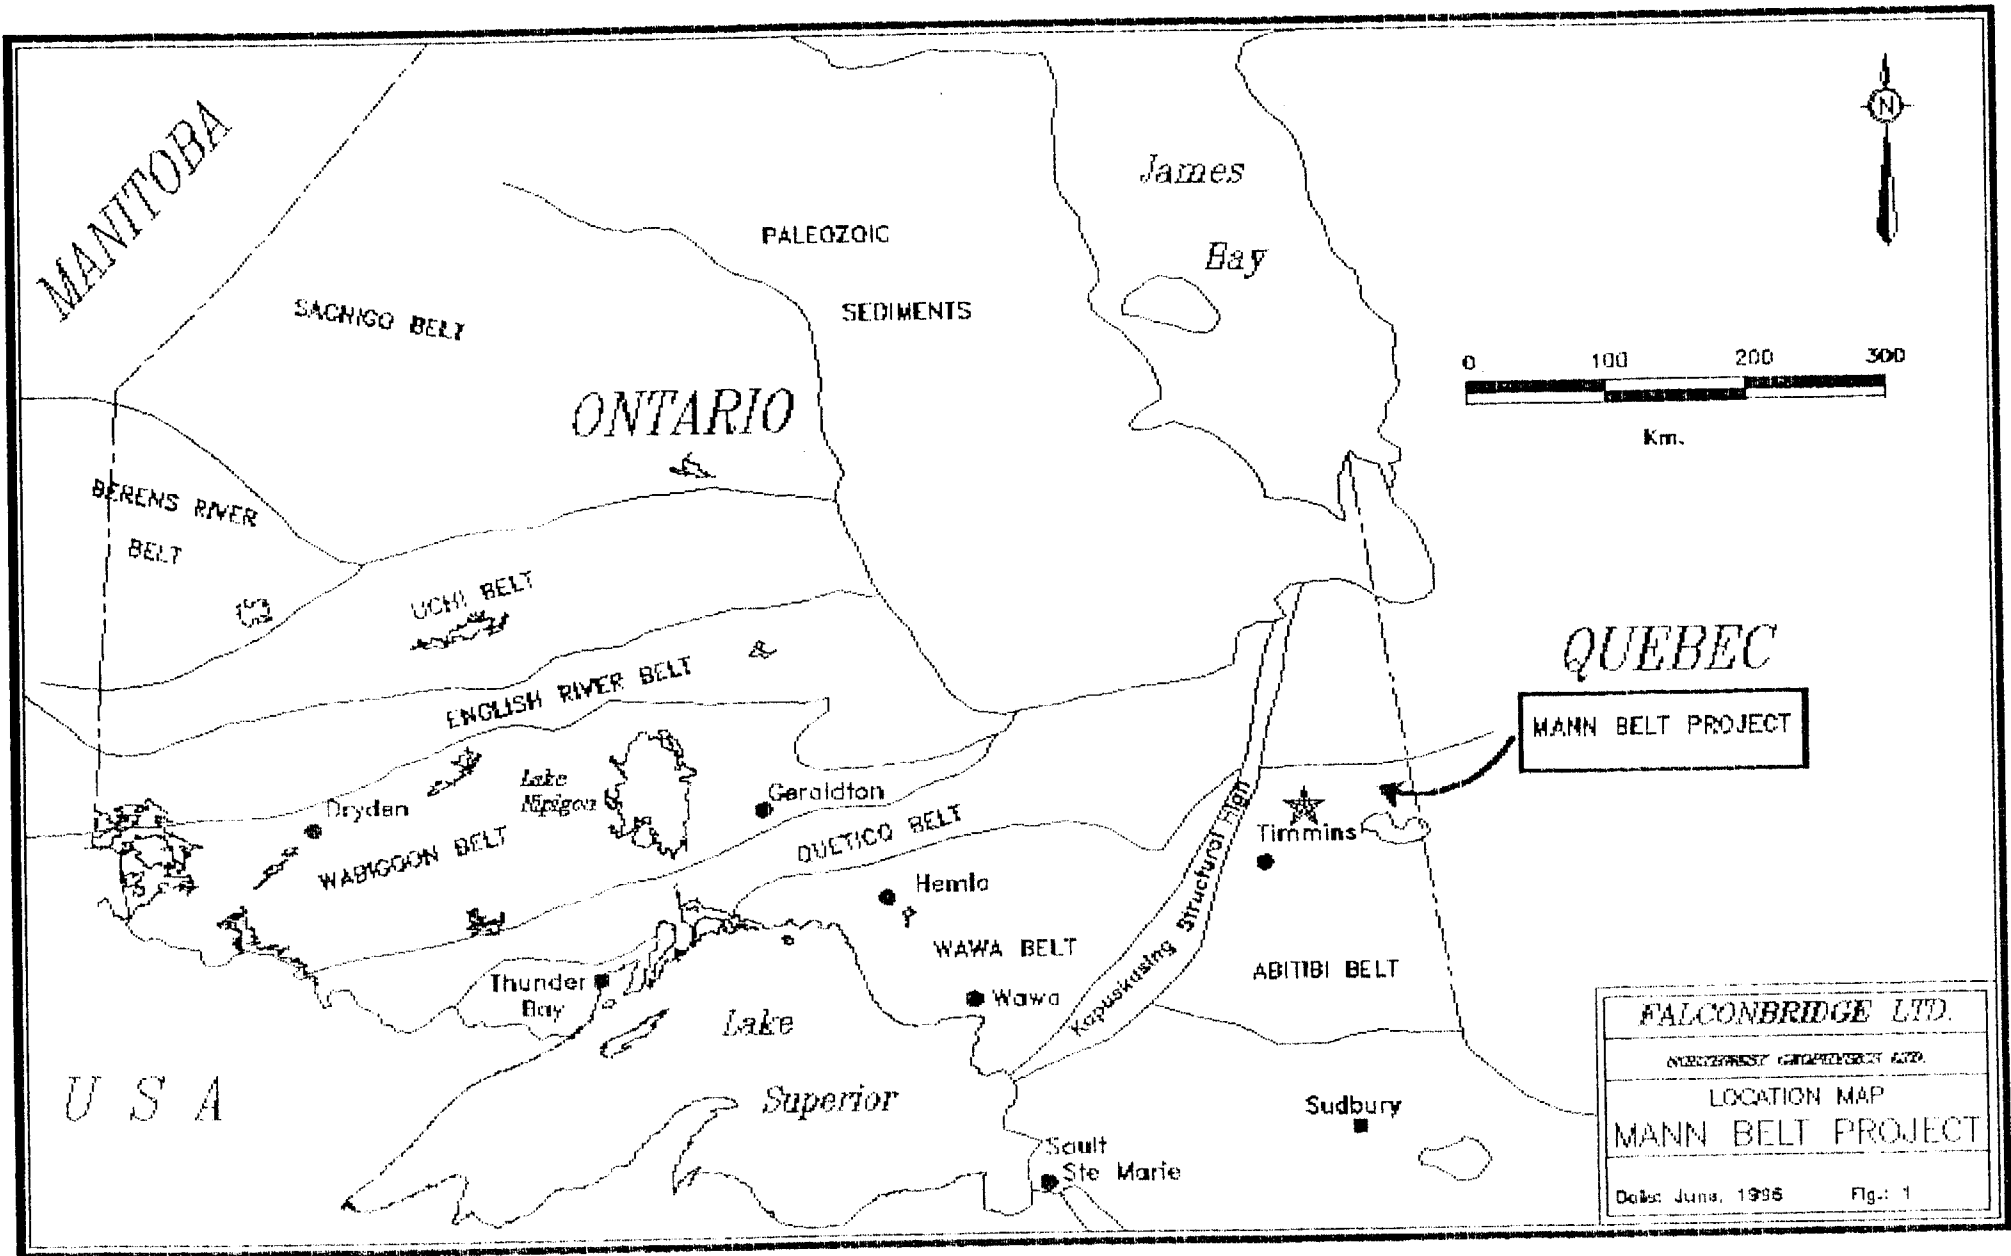 N
MANITOBA
James
Bay
PALEOZOIC
SEDIMENTS
SACHIGO BELT
0 100 200 300
Km.
ONTARIO
BERENS RIVER
BELT
UCHI BELT
QUEBEC
ENGLISH RIVER BELT
MANN BELT PROJECT
Lake
Nipigon
Geraldton
Dryden
WABIGOON BELT
QUETICO BELT
Timmins
Kapuskasing Structural High
Hemlo
WAWA BELT
ABITIBI BELT
Thunder
Bay
Wawa
Lake
Superior
U S A
Sudbury
Sault
Ste Marie
FALCONBRIDGE LTD.
LOCATION MAP
MANN BELT PROJECT
Date: June, Fig.: 1